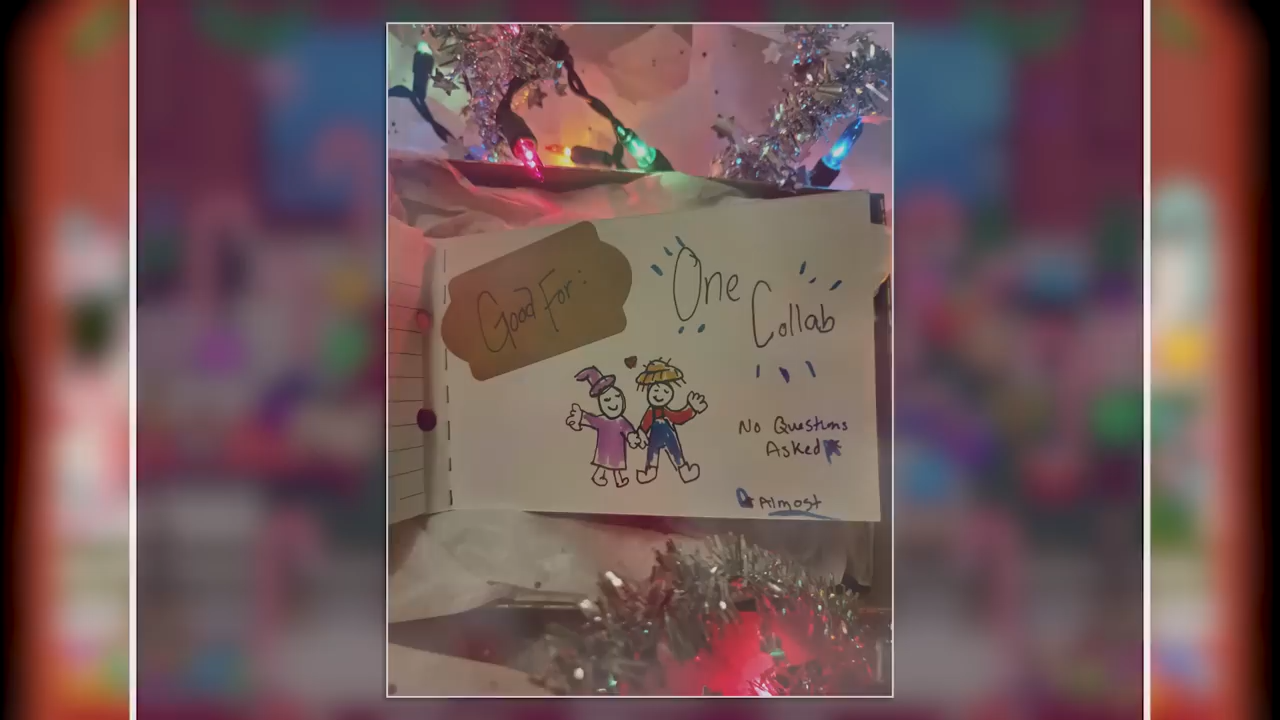 Good For:
One
Collab
No Questions
Asked*
*Almost